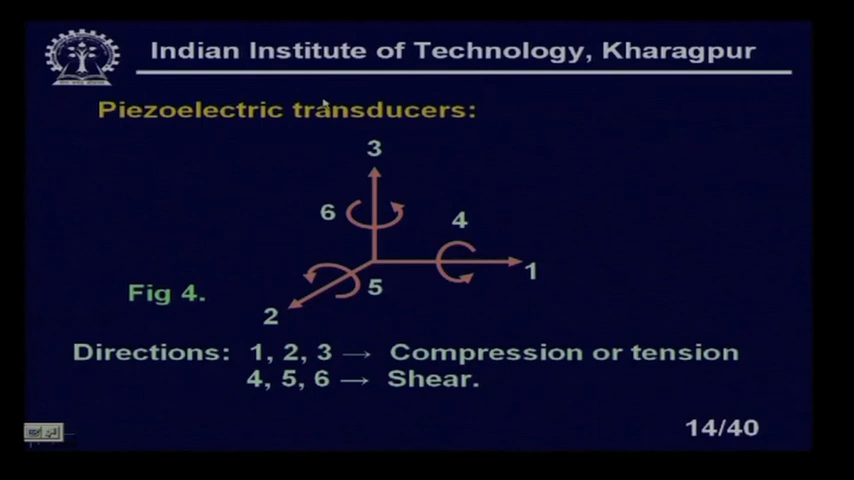 Indian Institute of Technology, Kharagpur
Piezoelectric transducers:
3
6
4
1
5
Fig 4.
2
Directions: 1, 2, 3 → Compression or tension
4, 5, 6 → Shear.
14/40